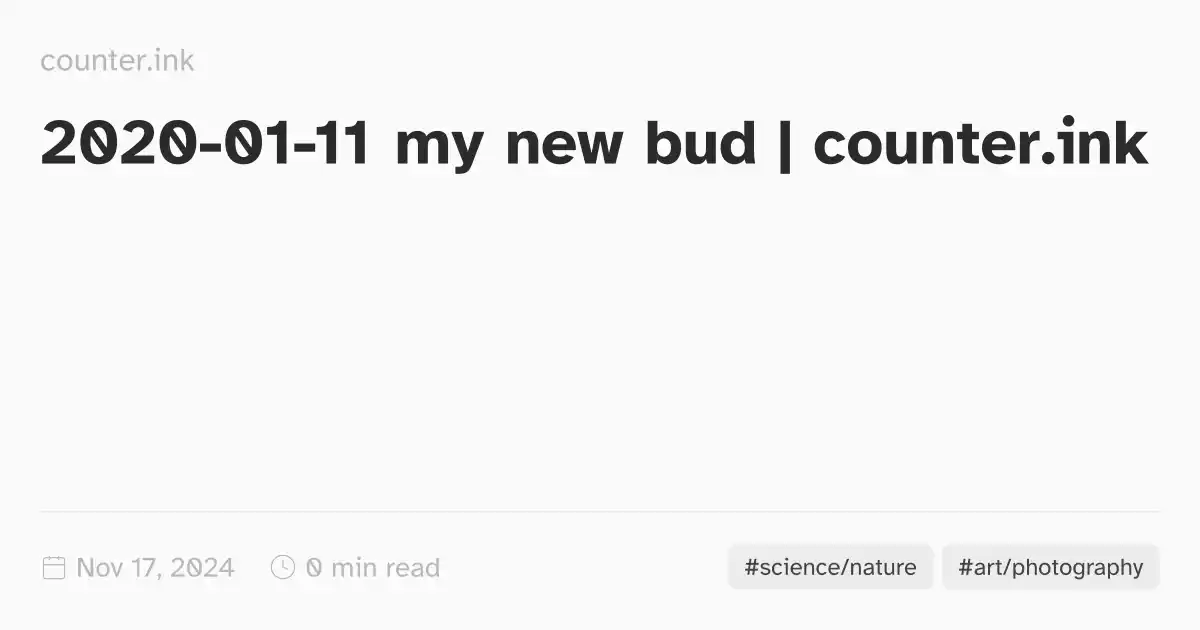 counter.ink
2020-01-11 my new bud | counter.ink
Nov 17, 2024 0 min read #science/nature #art/photography